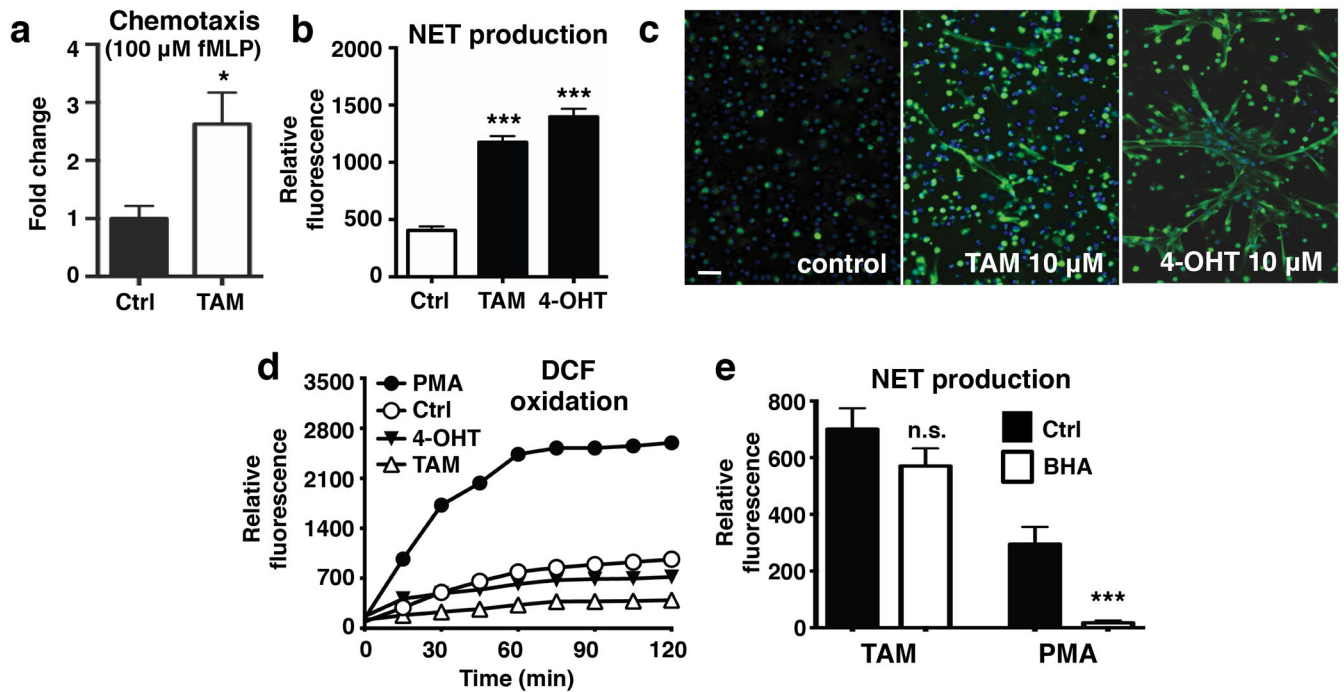 a
Chemotaxis
(100 µM fMLP)
Fold change
4
3
2
1
0
*
Ctrl
TAM
b
NET production
Relative
fluorescence
2000
1500
1000
500
0
***
***
Ctrl
TAM
4-OHT
c
control
TAM 10 µM
4-OHT 10 µM
d
DCF
oxidation
Relative
fluorescence
3500
2800
2100
1400
700
0
PMA
Ctrl
4-OHT
TAM
0
30
60
90
120
Time (min)
e
NET production
Relative
fluorescence
800
600
400
200
0
n.s.
***
Ctrl
BHA
TAM
PMA